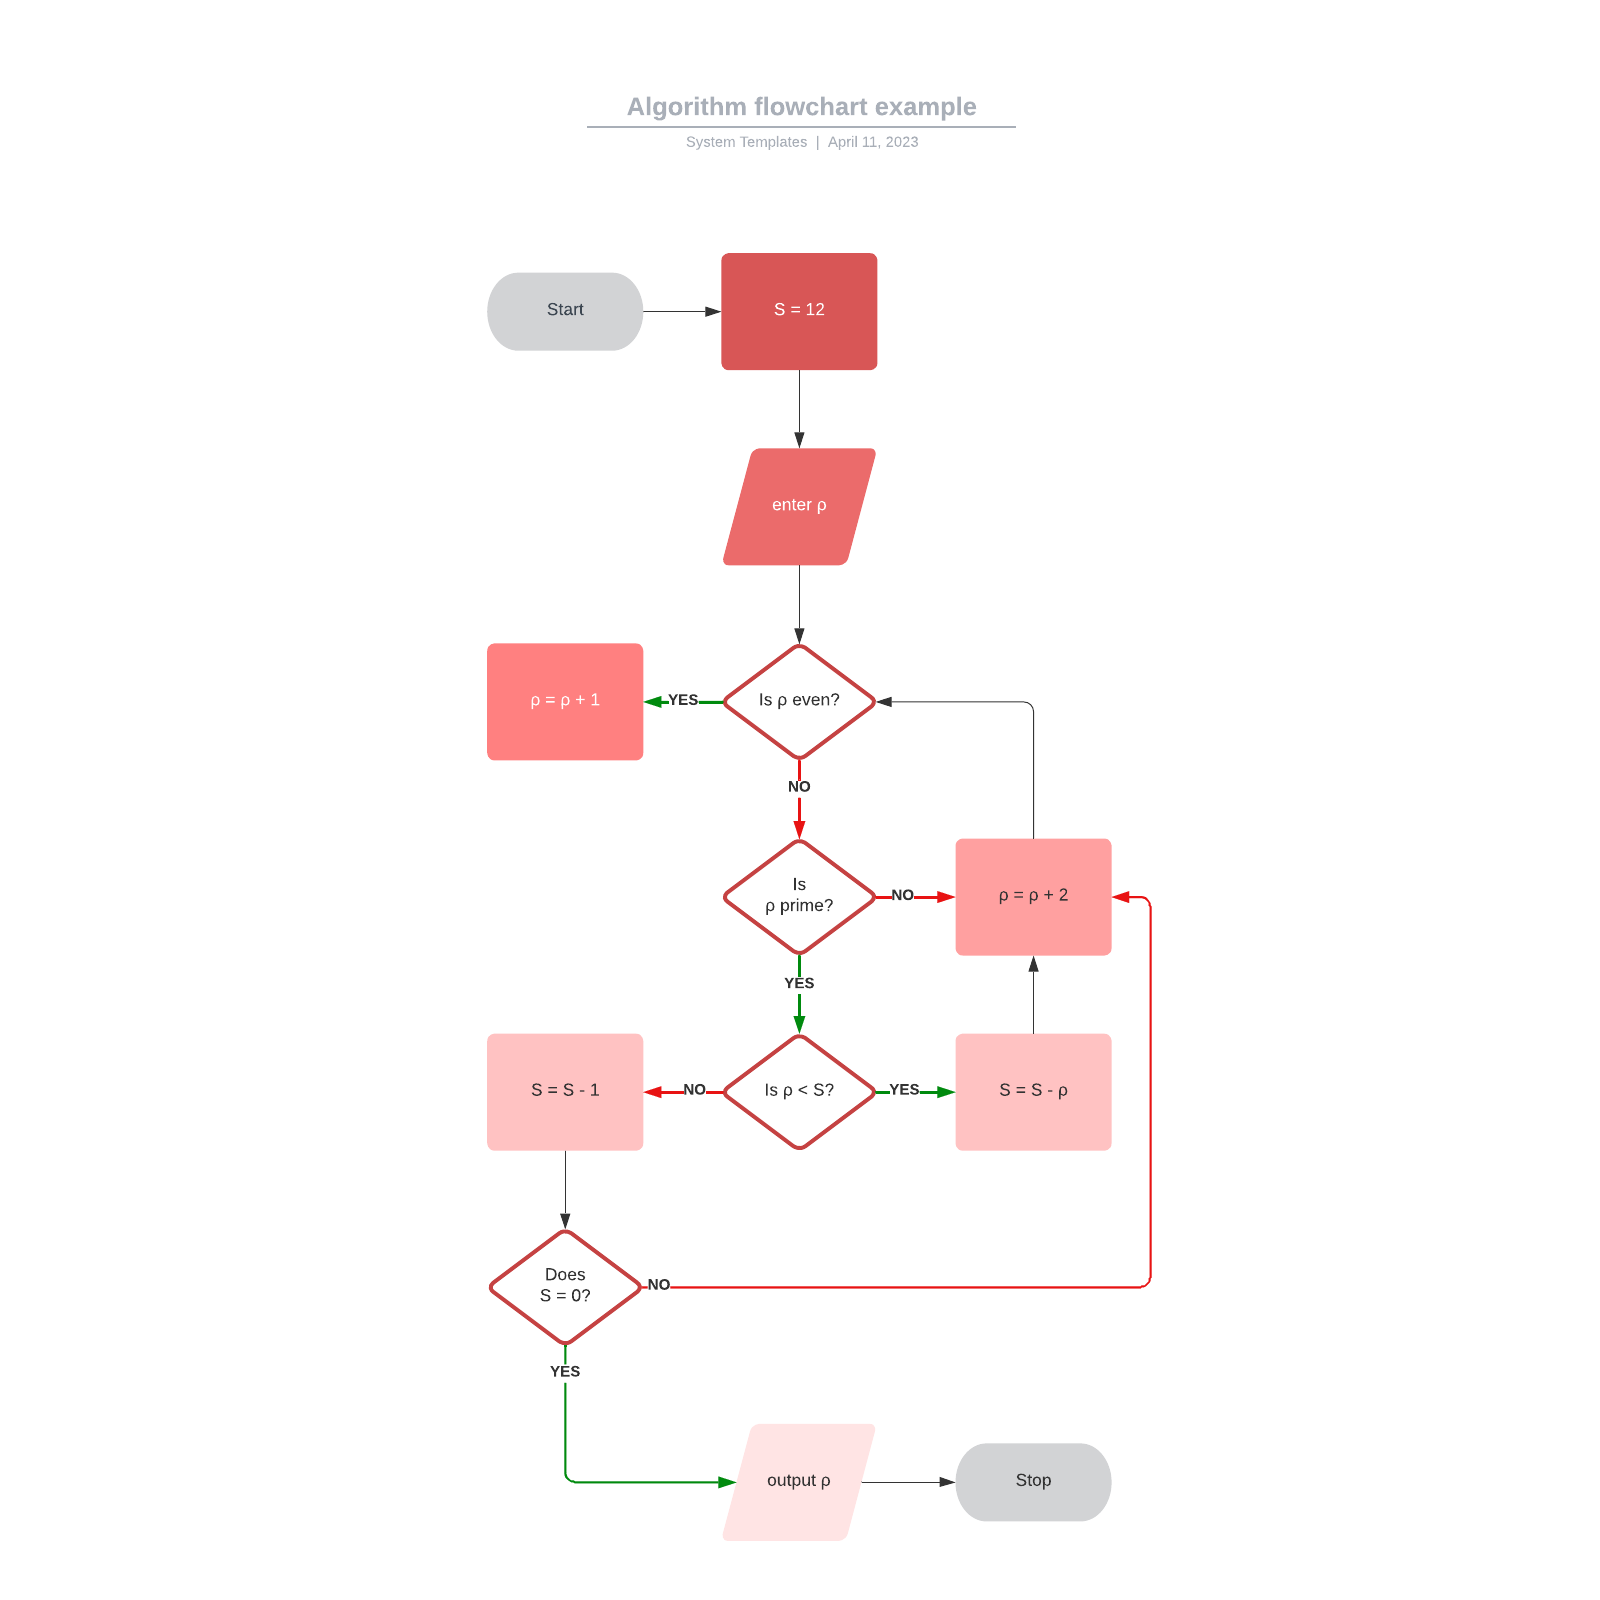 Algorithm flowchart example
System Templates | April 11, 2023
Start
S = 12
enter ρ
ρ = ρ + 1
YES
Is ρ even?
NO
Is
ρ prime?
NO
ρ = ρ + 2
YES
S = S - 1
NO
Is ρ < S?
YES
S = S - ρ
Does
S = 0?
NO
YES
output ρ
Stop